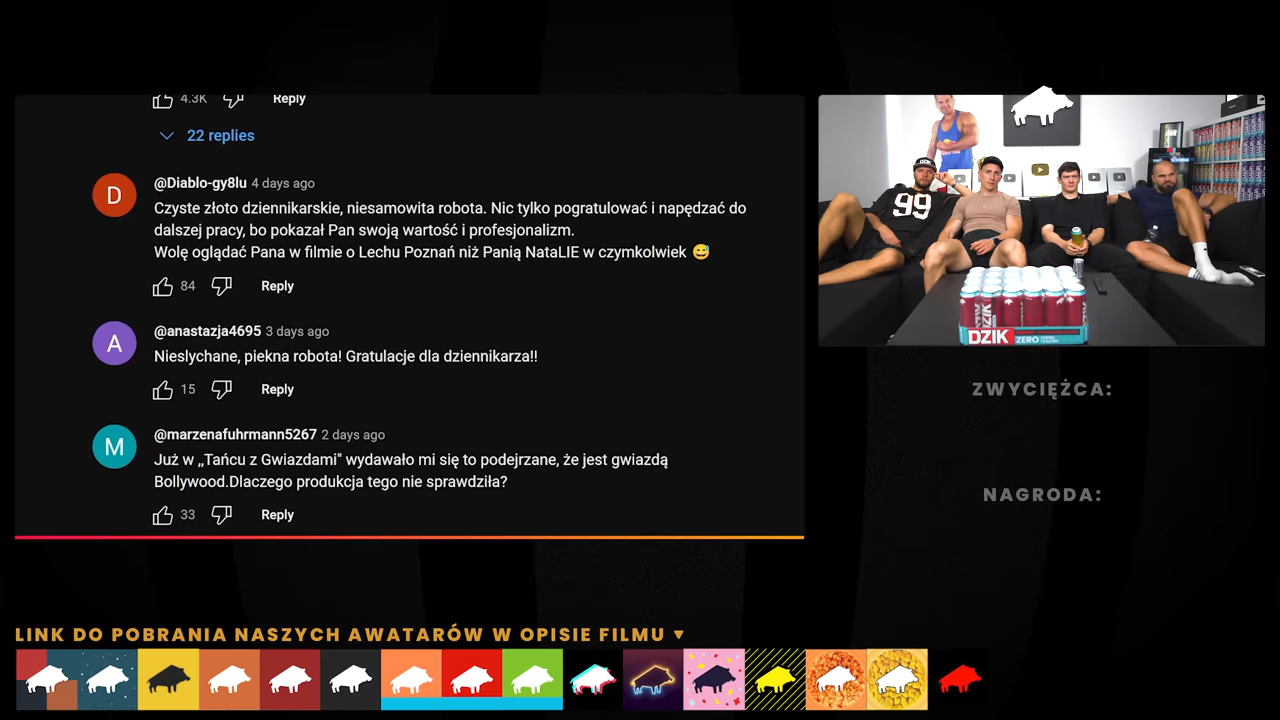 4.3K Reply
22 replies
D
@Diablo-gy8lu 4 days ago
Czyste złoto dziennikarskie, niesamowita robota. Nic tylko pogratulować i napędzać do
dalszej pracy, bo pokazał Pan swoją wartość i profesjonalizm.
Wolę oglądać Pana w filmie o Lechu Poznań niż Panią NataLIE w czymkolwiek 😅
84 Reply
A
@anastazja4695 3 days ago
Nieslychane, piekna robota! Gratulacje dla dziennikarza!!
15 Reply
M
@marzenafuhrmann5267 2 days ago
Już w ,,Tańcu z Gwiazdami" wydawało mi się to podejrzane, że jest gwiazdą
Bollywood.Dlaczego produkcja tego nie sprawdziła?
33 Reply
99
DZIK
ZERO
ZWYCIĘŻCA:
NAGRODA:
LINK DO POBRANIA NASZYCH AWATARÓW W OPISIE FILMU ▼